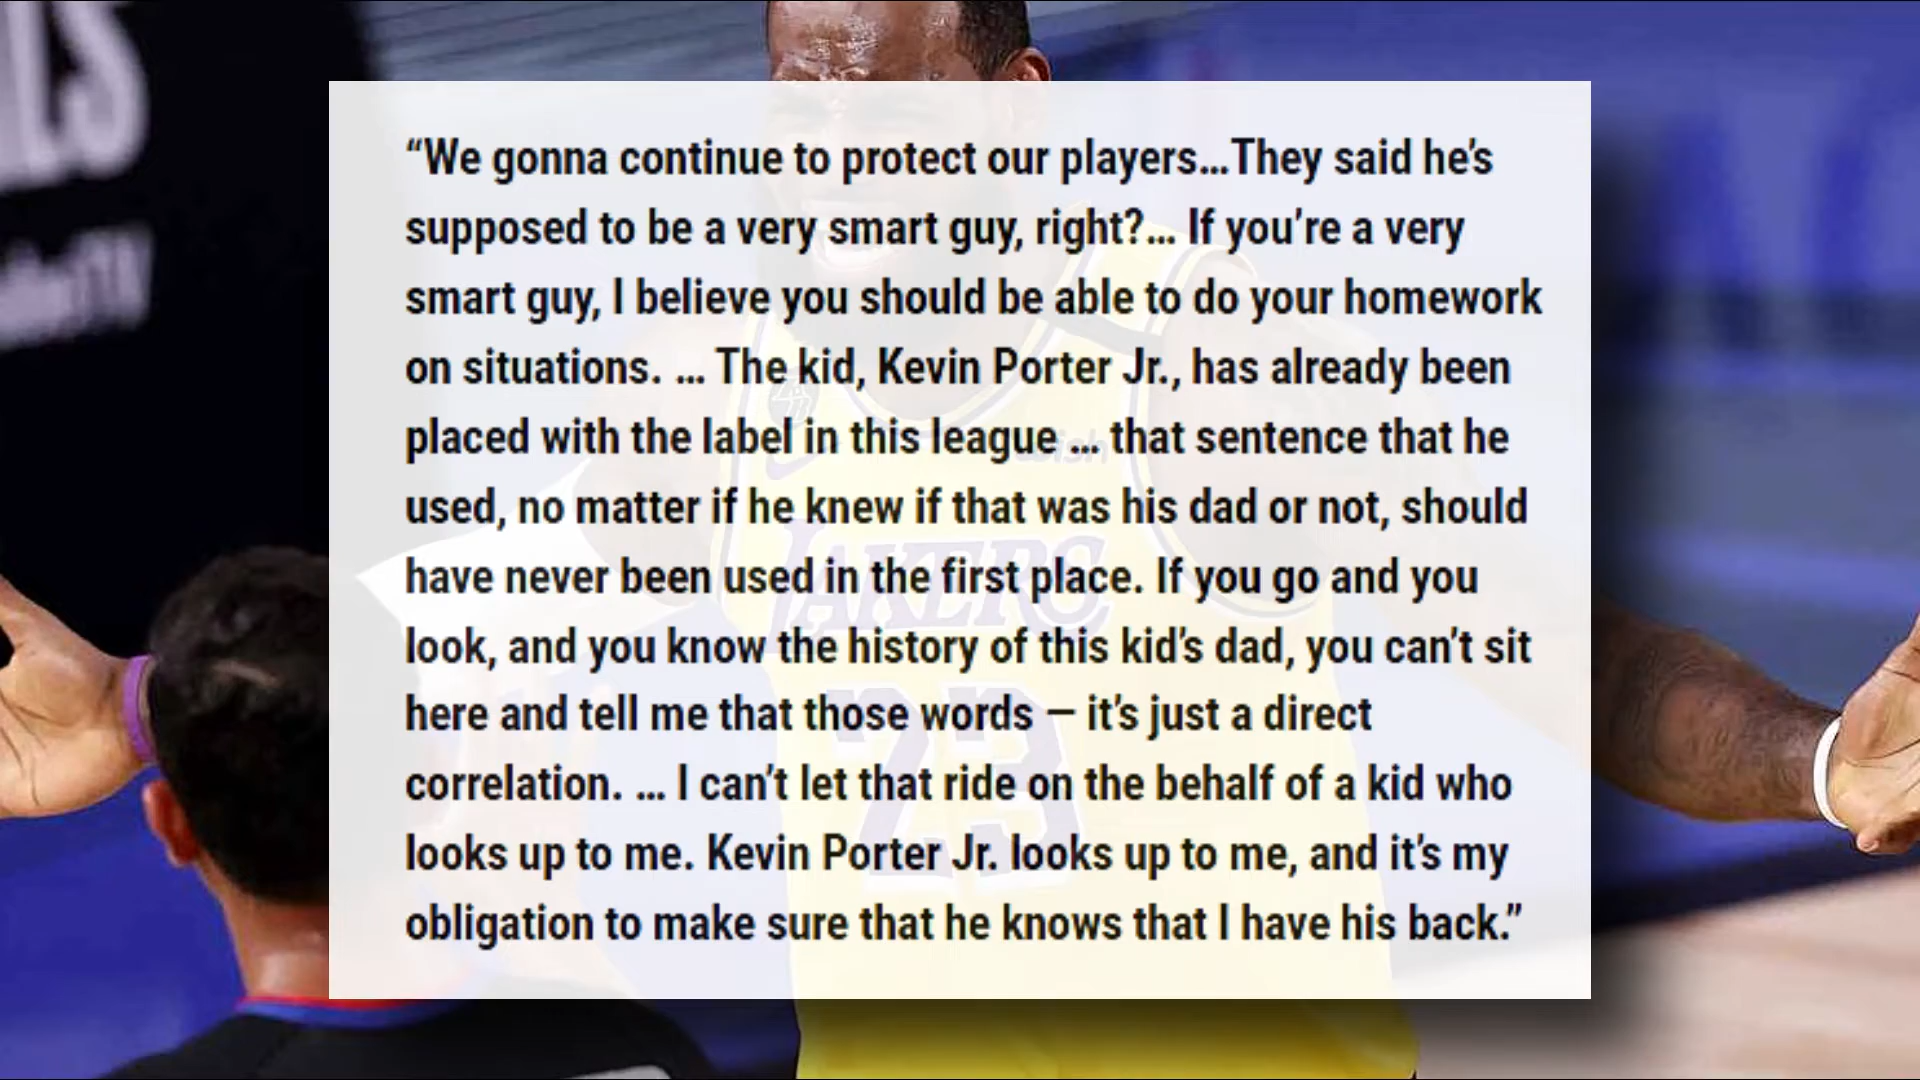 “We gonna continue to protect our players...They said he’s
supposed to be a very smart guy, right?... If you’re a very
smart guy, I believe you should be able to do your homework
on situations. ... The kid, Kevin Porter Jr., has already been
placed with the label in this league ... that sentence that he
used, no matter if he knew if that was his dad or not, should
have never been used in the first place. If you go and you
look, and you know the history of this kid’s dad, you can’t sit
here and tell me that those words – it’s just a direct
correlation. ... I can’t let that ride on the behalf of a kid who
looks up to me. Kevin Porter Jr. looks up to me, and it’s my
obligation to make sure that he knows that I have his back.”
wish
LAKERS
23